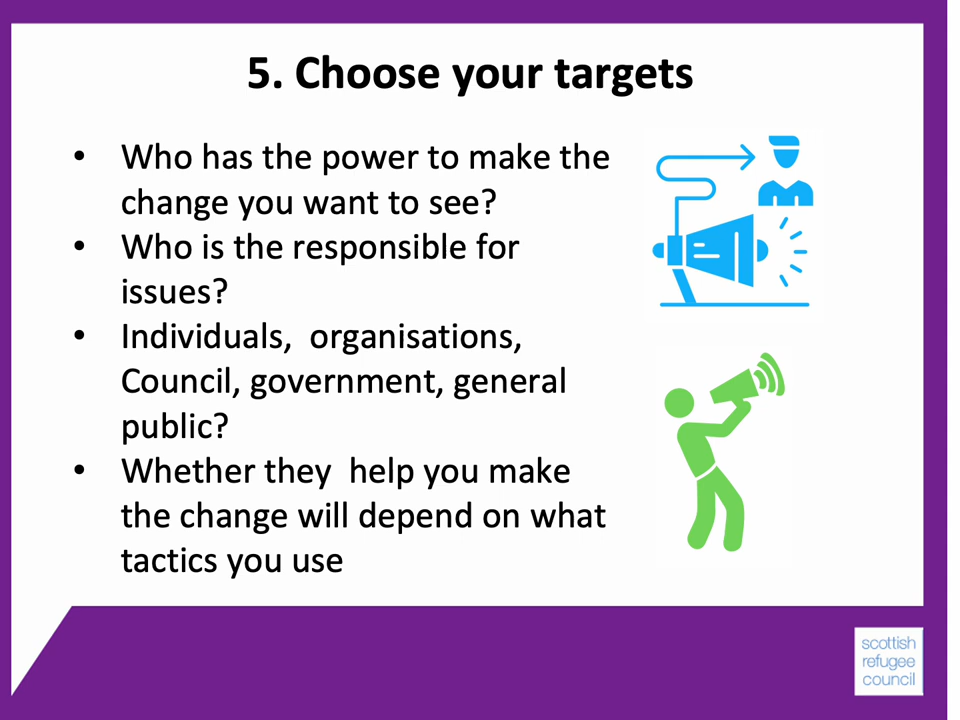 5. Choose your targets
• Who has the power to make the
change you want to see?
• Who is the responsible for
issues?
• Individuals,  organisations,
Council, government, general
public?
• Whether they  help you make
the change will depend on what
tactics you use
scottish
refugee
council